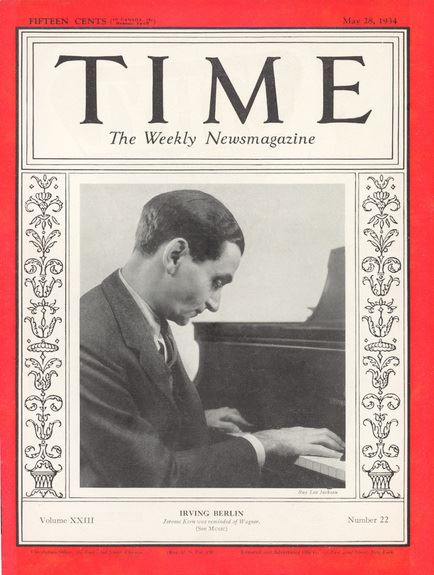 FIFTEEN CENTS
May 28, 1934
TIME
The Weekly Newsmagazine
Ray Lee Jackson
IRVING BERLIN
Jerome Kern was reminded of Wagner.
(See Music)
Volume XXIII
Number 22